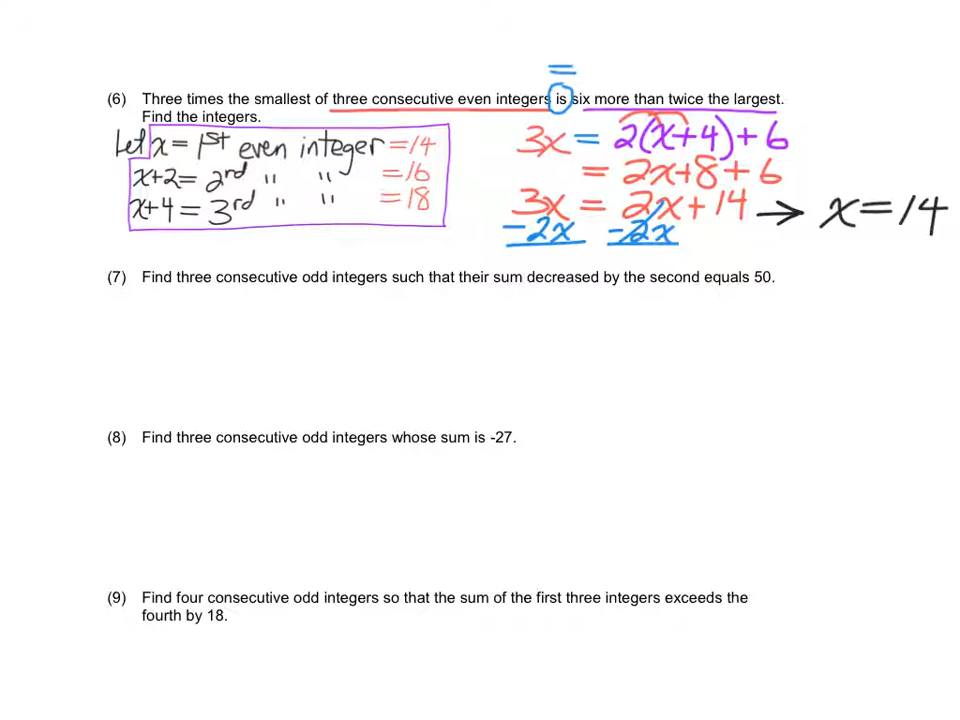 =
(6) Three times the smallest of three consecutive even integers is six more than twice the largest.
Find the integers.
Let x = 1st even integer = 14
x+2 = 2nd " " = 16
x+4 = 3rd " " = 18
3x = 2(x+4)+6
= 2x+8+6
3x = 2x+14 → x=14
-2x -2x
(7) Find three consecutive odd integers such that their sum decreased by the second equals 50.
(8) Find three consecutive odd integers whose sum is -27.
(9) Find four consecutive odd integers so that the sum of the first three integers exceeds the
fourth by 18.